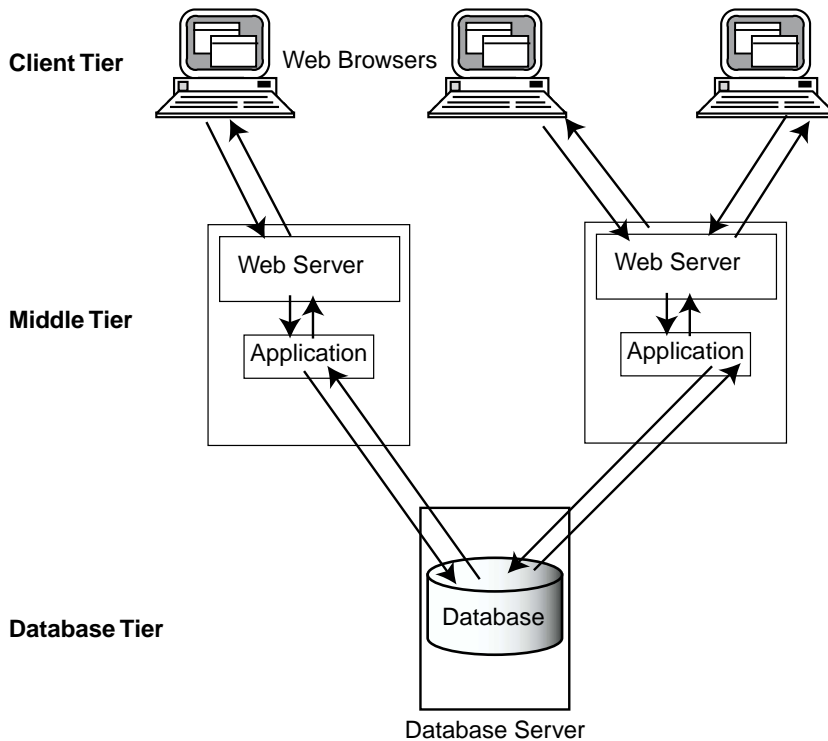 Client Tier
Web Browsers
Web Server
Web Server
Middle Tier
Application
Application
Database
Database Tier
Database Server